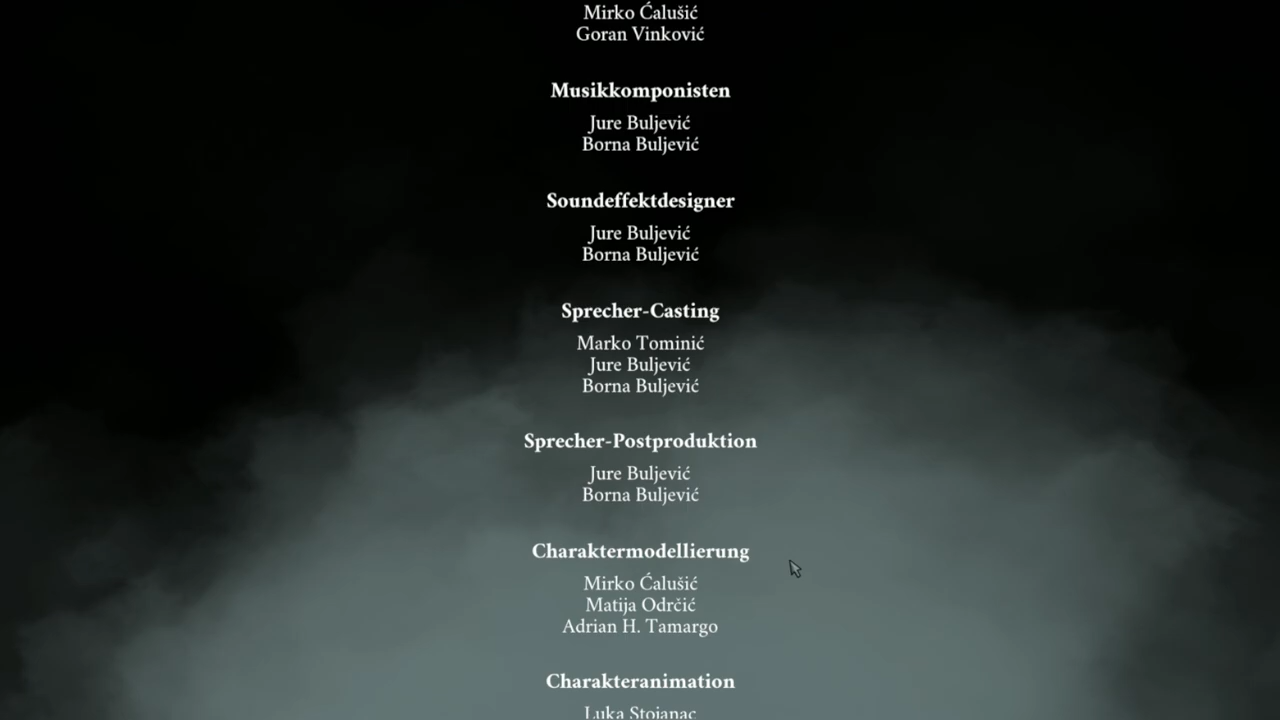 Mirko Ćalušić
Goran Vinković
Musikkomponisten
Jure Buljević
Borna Buljević
Soundeffektdesigner
Jure Buljević
Borna Buljević
Sprecher-Casting
Marko Tominić
Jure Buljević
Borna Buljević
Sprecher-Postproduktion
Jure Buljević
Borna Buljević
Charaktermodellierung
Mirko Ćalušić
Matija Odrčić
Adrian H. Tamargo
Charakteranimation
Luka Stojanac